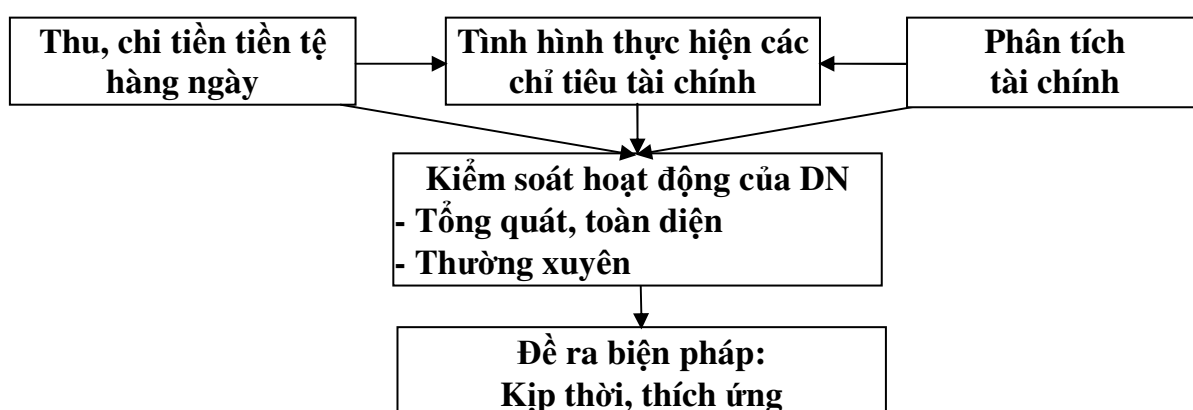 Thu, chi tiền tiền tệ
hàng ngày
Tình hình thực hiện các
chỉ tiêu tài chính
Phân tích
tài chính
Kiểm soát hoạt động của DN
- Tổng quát, toàn diện
- Thường xuyên
Đề ra biện pháp:
Kịp thời, thích ứng